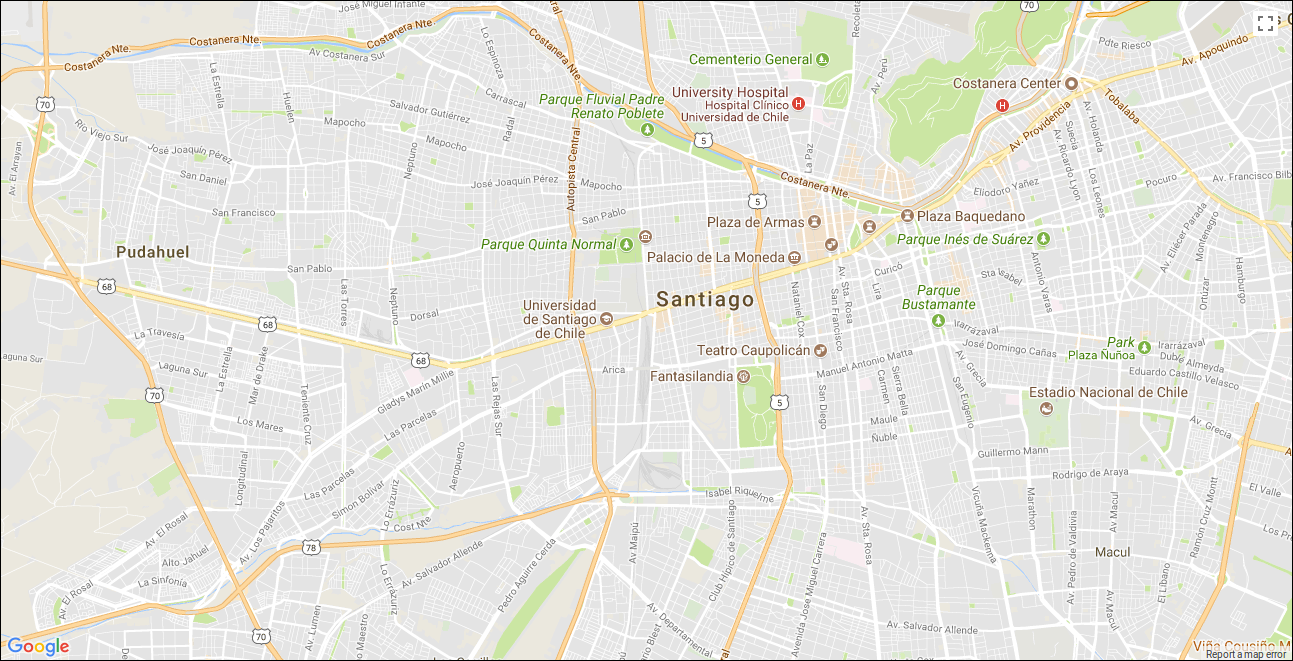 José Miguel Infante
70
Recoleta
Costanera Nte.
Costanera Nte.
Costanera Nte.
Av Costanera Sur
Lo Espinoza
Costanera Nte.
Pdte Riesco
Av. Apoquindo
Cementerio General
Av. Perú
Costanera Center
La Estrella
Huelen
Carrascal
Salvador Gutiérrez
Radal
Parque Fluvial Padre
Renato Poblete
University Hospital
Hospital Clínico
Universidad de Chile
H
H
Tobalaba
Av. Providencia
Suecia
Av. Holanda
70
Río Viejo Sur
Mapocho
Mapocho
Autopista Central
5
La Paz
Av. Ricardo Lyon
Los Leones
José Joaquín Pérez
Neptuno
Av. El Arrayan
San Daniel
José Joaquín Pérez
Mapocho
Costanera Nte.
Eliodoro Yañez
Pocuro
Av. Francisco Bilb
San Francisco
San Pablo
5
Plaza de Armas
Plaza Baquedano
Av. Eliécer Parada
Montenegro
Pudahuel
Parque Quinta Normal
Palacio de La Moneda
Parque Inés de Suárez
San Pablo
Av. Sta. Rosa
Curicó
Sta Isabel
Antonio Varas
Hamburgo
68
Las Torres
Neptuno
Nataniel Cox
San Francisco
Lira
Ortúzar
Parque
Bustamante
Santiago
Universidad
de Santiago
de Chile
Dorsal
68
La Travesía
Irarrázaval
José Domingo Cañas
Park
Plaza Ñuñoa
Irarrázaval
Dublé Almeyda
Laguna Sur
Laguna Sur
La Estrella
Mar de Drake
68
Teatro Caupolicán
Manuel Antonio Matta
Av. Grecia
Eduardo Castillo Velasco
Arica
Fantasilandia
Gladys Marín Millie
Las Rejas Sur
Teniente Cruz
70
5
San Diego
Carmen
Sierra Bella
San Eugenio
Estadio Nacional de Chile
Los Mares
Las Parcelas
Maule
Ñuble
Av. Grecia
Longitudinal
Aeropuerto
Guillermo Mann
Rodrigo de Araya
Las Parcelas
Simon Bolivar
Lo Errázuriz
Isabel Riquelme
Vicuña Mackenna
Marathon
Av Macul
Ramón Cruz Montt
El Valle
Av. El Rosal
Av. Los Pajaritos
Cost Nte
Av Maipú
Club Hípico de Santiago
Av. Sta. Rosa
Av. Pedro de Valdivia
Los Pre
Alto Jahuel
78
Av. Salvador Allende
Pedro Aguirre Cerda
Avenida Jose Miguel Carrera
Macul
La Sinfonía
Av. El Rosal
Lo Errázuriz
El Líbano
Av. Macul
Av. Lumen
El Maestro
70
Av. Departamental
Av. Salvador Allende
Google
Viña Cousiño M
Report a map error